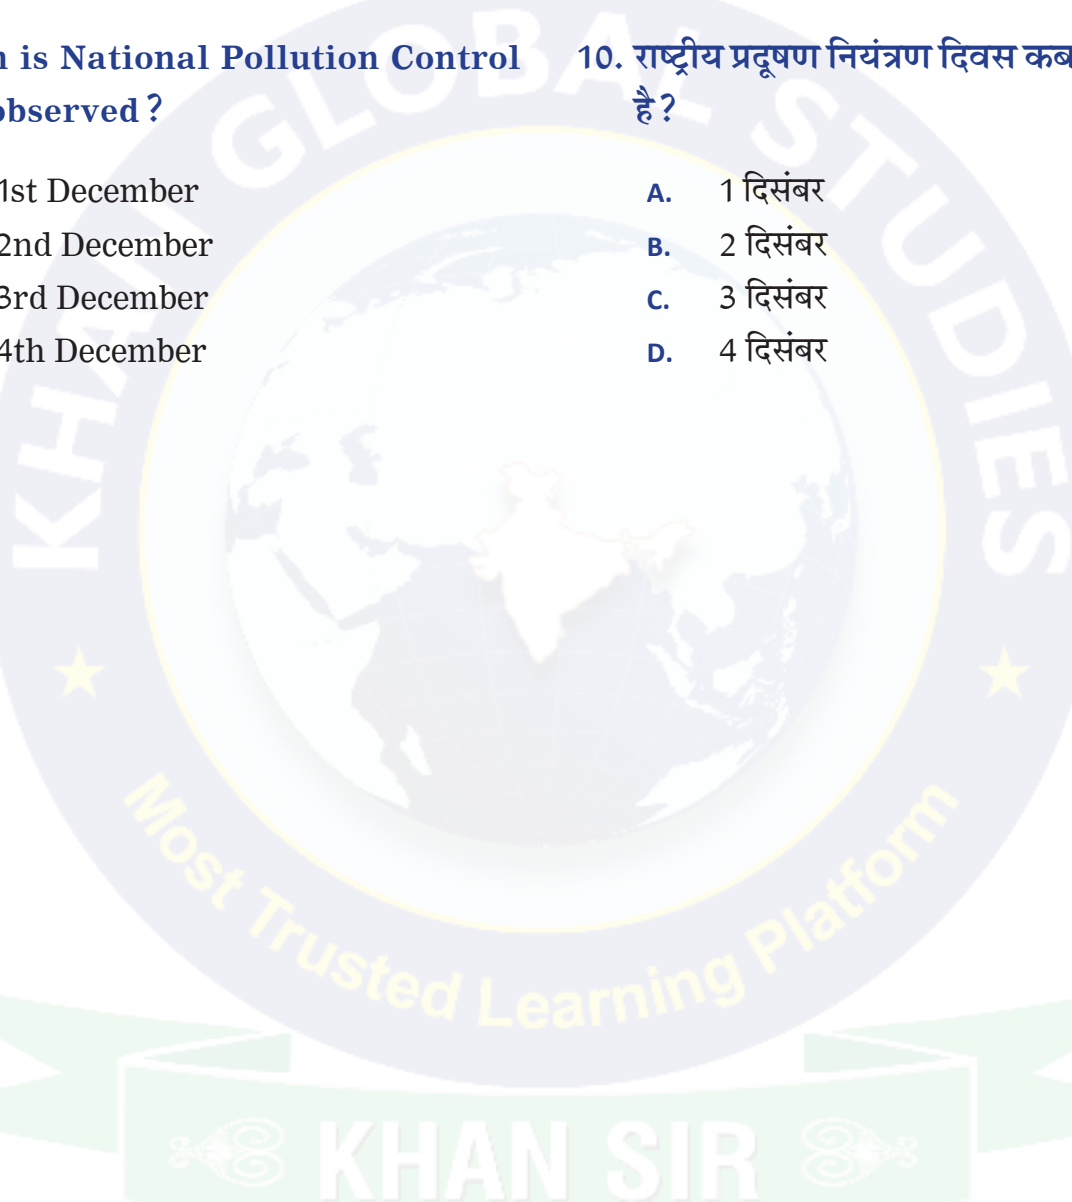 is National Pollution Control
observed?
1st December
2nd December
3rd December
4th December
10. राष्ट्रीय प्रदूषण नियंत्रण दिवस कब
है?
A. 1 दिसंबर
B. 2 दिसंबर
C. 3 दिसंबर
D. 4 दिसंबर
KHAN GLOBAL STUDIES
Most Trusted Learning Platform
KHAN SIR